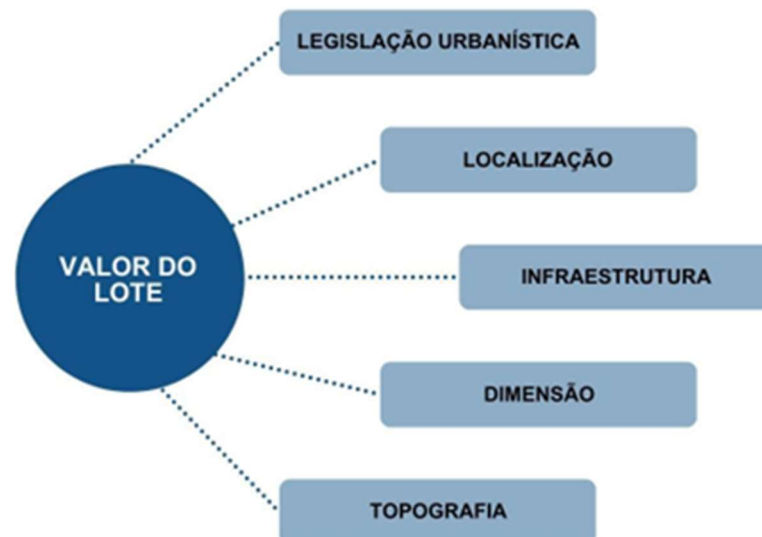 LEGISLAÇÃO URBANÍSTICA
LOCALIZAÇÃO
VALOR DO
LOTE
INFRAESTRUTURA
DIMENSÃO
TOPOGRAFIA